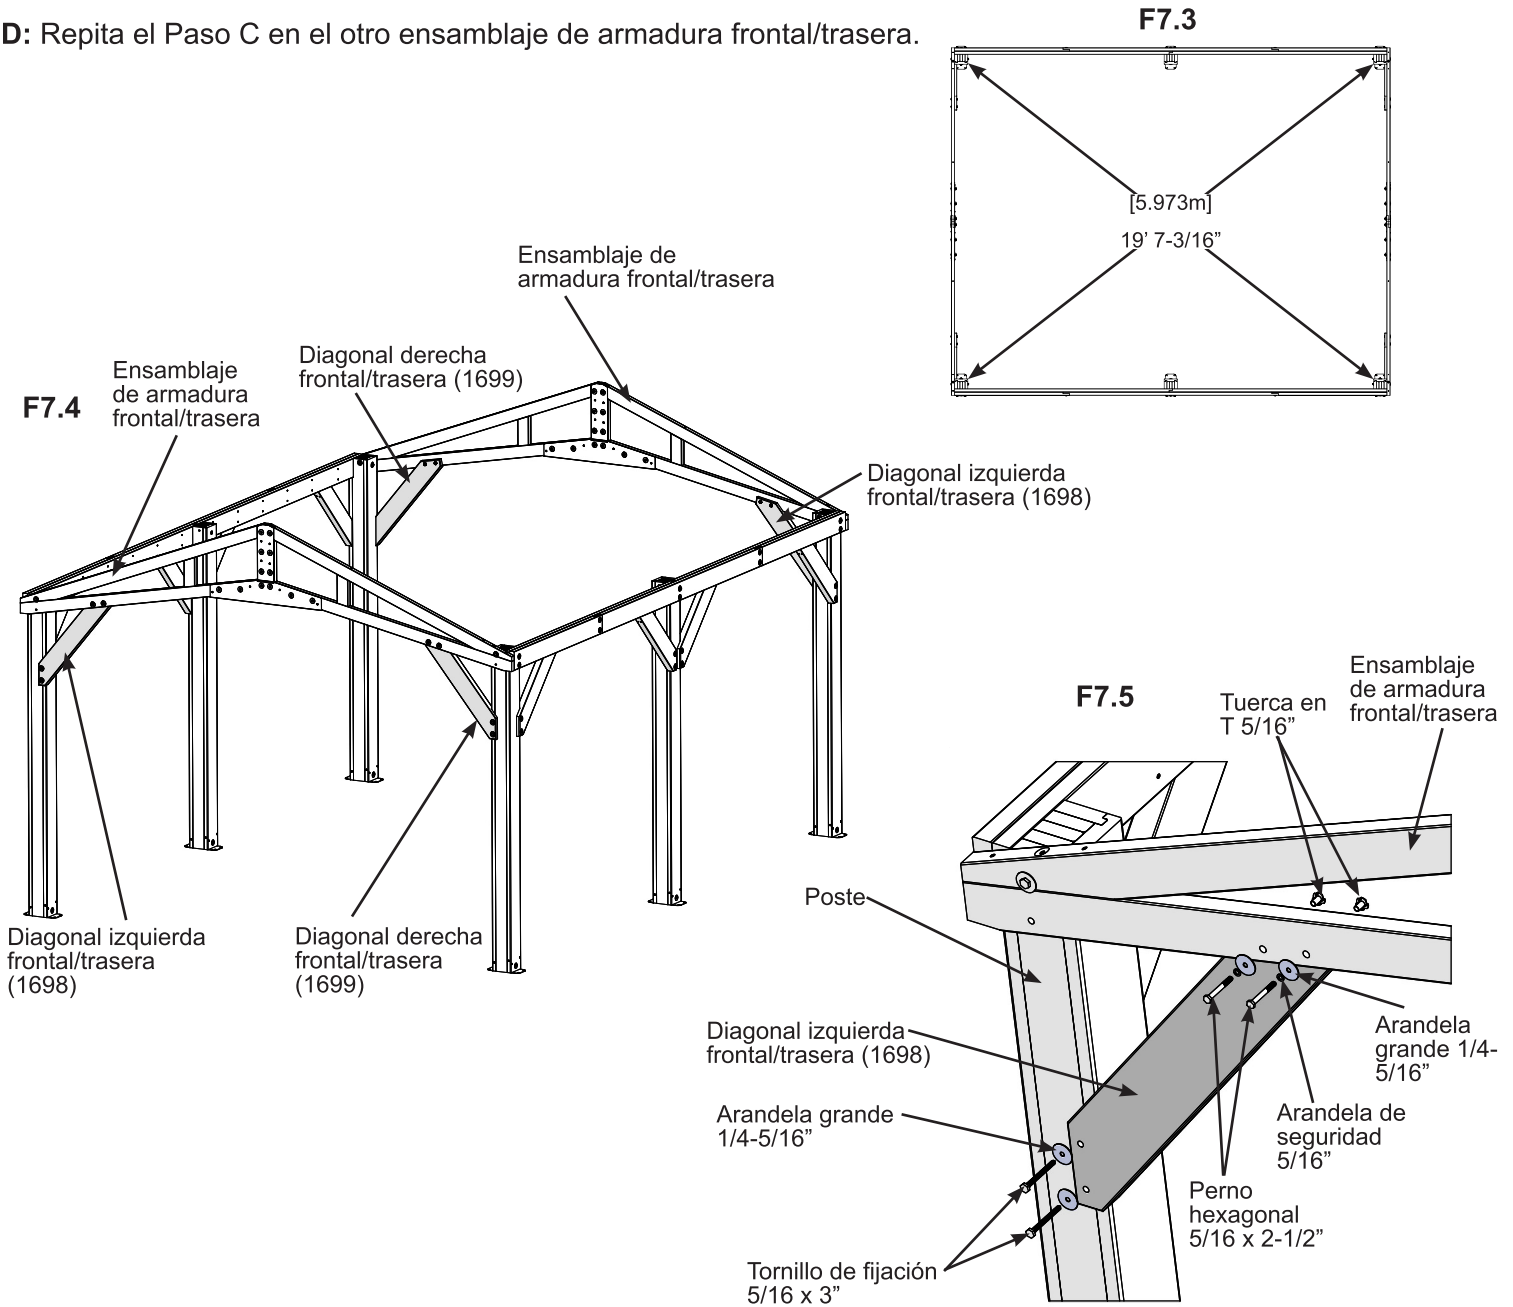 D: Repita el Paso C en el otro ensamblaje de armadura frontal/trasera.
F7.3
[5.973m]
19’ 7-3/16”
F7.4
Ensamblaje de
armadura frontal/trasera
Diagonal derecha
frontal/trasera (1699)
Ensamblaje
de armadura
frontal/trasera
Diagonal izquierda
frontal/trasera (1698)
Diagonal izquierda
frontal/trasera
(1698)
Diagonal derecha
frontal/trasera
(1699)
F7.5
Tuerca en
T 5/16”
Ensamblaje
de armadura
frontal/trasera
Poste
Diagonal izquierda
frontal/trasera (1698)
Arandela grande
1/4-5/16”
Tornillo de fijación
5/16 x 3”
Arandela
grande 1/4-
5/16”
Arandela de
seguridad
5/16”
Perno
hexagonal
5/16 x 2-1/2”